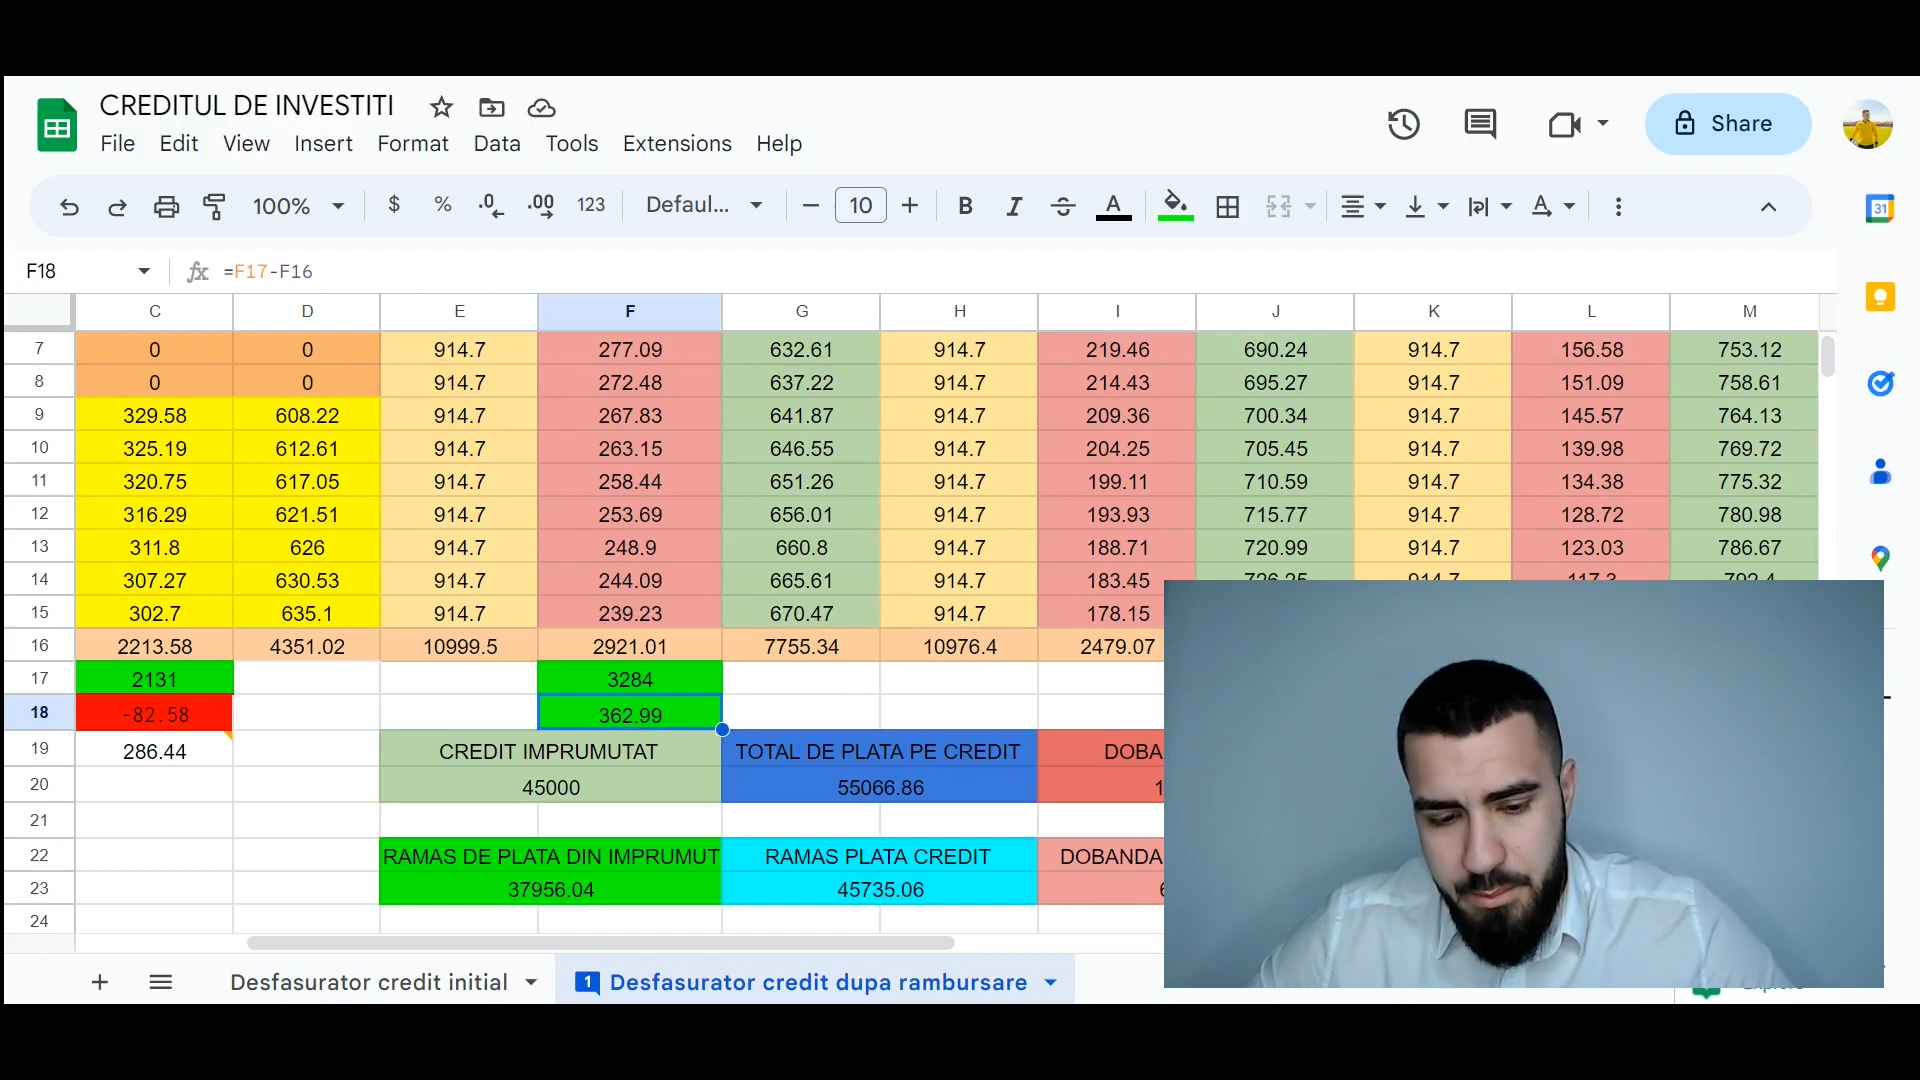 CREDITUL DE INVESTITI
File Edit View Insert Format Data Tools Extensions Help
Share
100% $ % .0 .00 123 Defaul... 10 B I A
31
F18 fx =F17-F16
C D E F G H I J K L M
7 0 0 914.7 277.09 632.61 914.7 219.46 690.24 914.7 156.58 753.12
8 0 0 914.7 272.48 637.22 914.7 214.43 695.27 914.7 151.09 758.61
9 329.58 608.22 914.7 267.83 641.87 914.7 209.36 700.34 914.7 145.57 764.13
10 325.19 612.61 914.7 263.15 646.55 914.7 204.25 705.45 914.7 139.98 769.72
11 320.75 617.05 914.7 258.44 651.26 914.7 199.11 710.59 914.7 134.38 775.32
12 316.29 621.51 914.7 253.69 656.01 914.7 193.93 715.77 914.7 128.72 780.98
13 311.8 626 914.7 248.9 660.8 914.7 188.71 720.99 914.7 123.03 786.67
14 307.27 630.53 914.7 244.09 665.61 914.7 183.45 726.25 914.7 117.3 792.4
15 302.7 635.1 914.7 239.23 670.47 914.7 178.15
16 2213.58 4351.02 10999.5 2921.01 7755.34 10976.4 2479.07
17 2131 3284
18 -82.58 362.99
19 286.44 CREDIT IMPRUMUTAT TOTAL DE PLATA PE CREDIT DOBA
20 45000 55066.86 1
21
22 RAMAS DE PLATA DIN IMPRUMUT RAMAS PLATA CREDIT DOBANDA
23 37956.04 45735.06
24
Desfasurator credit initial 1 Desfasurator credit dupa rambursare